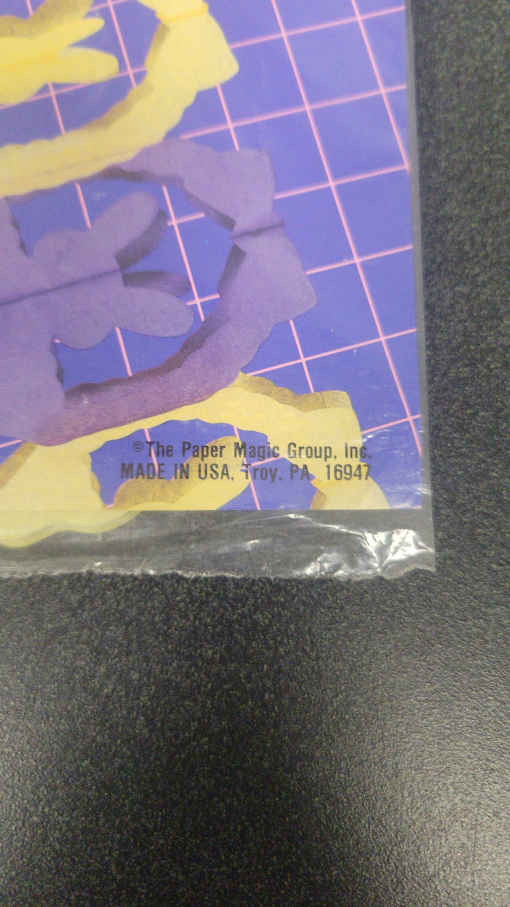 ©The Paper Magic Group, Inc.
MADE IN USA, Troy, PA 16947